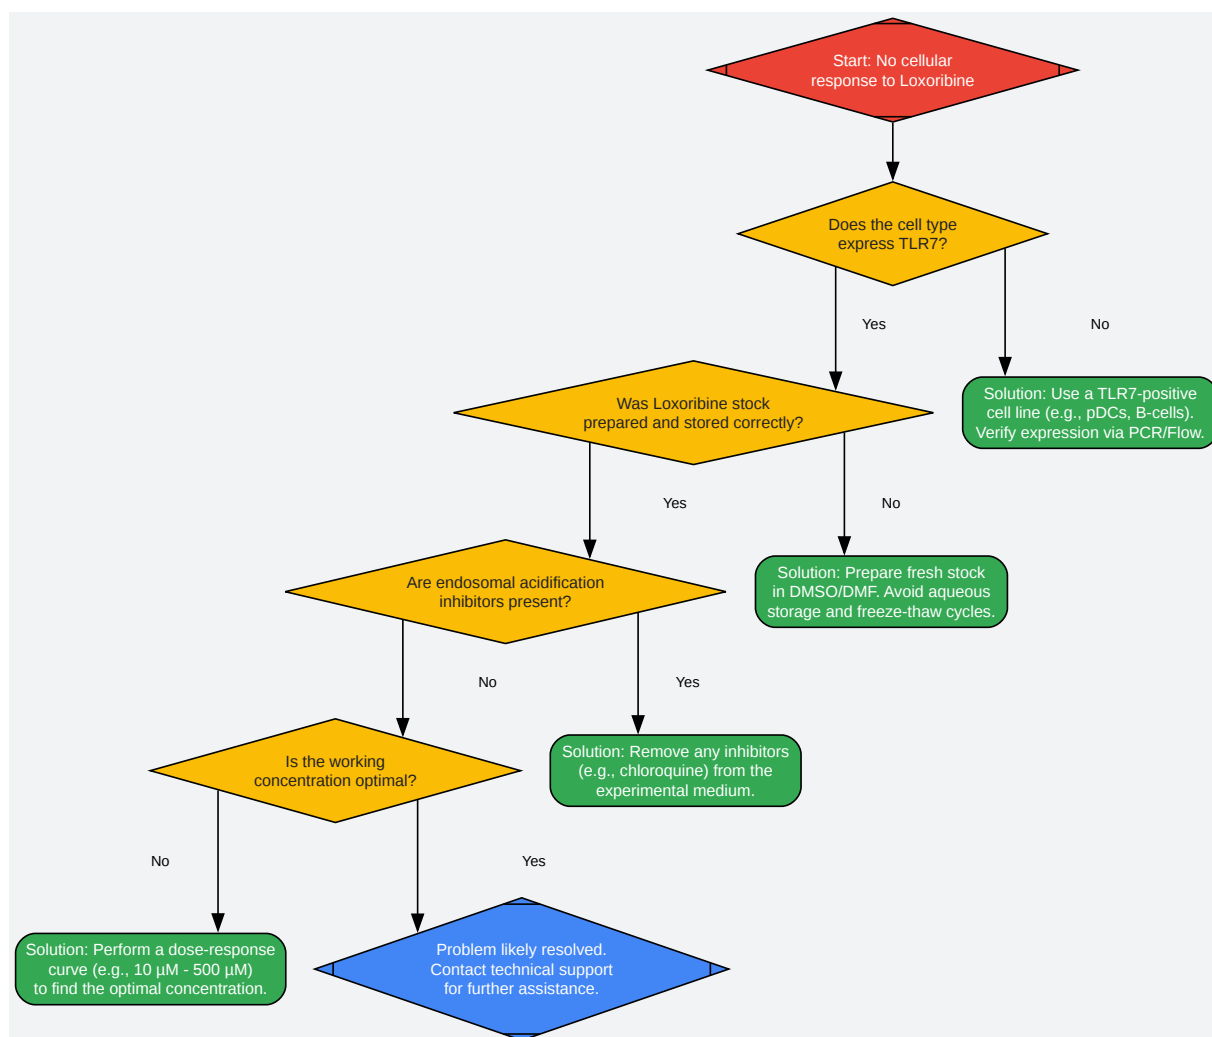 Start: No cellular
response to Loxoribine
Does the cell type
express TLR7?
Yes
No
Was Loxoribine stock
prepared and stored correctly?
Solution: Use a TLR7-positive
cell line (e.g., pDCs, B-cells).
Verify expression via PCR/Flow.
Yes
No
Are endosomal acidification
inhibitors present?
Solution: Prepare fresh stock
in DMSO/DMF. Avoid aqueous
storage and freeze-thaw cycles.
No
Yes
Is the working
concentration optimal?
Solution: Remove any inhibitors
(e.g., chloroquine) from the
experimental medium.
No
Yes
Solution: Perform a dose-response
curve (e.g., 10 µM - 500 µM)
to find the optimal concentration.
Problem likely resolved.
Contact technical support
for further assistance.